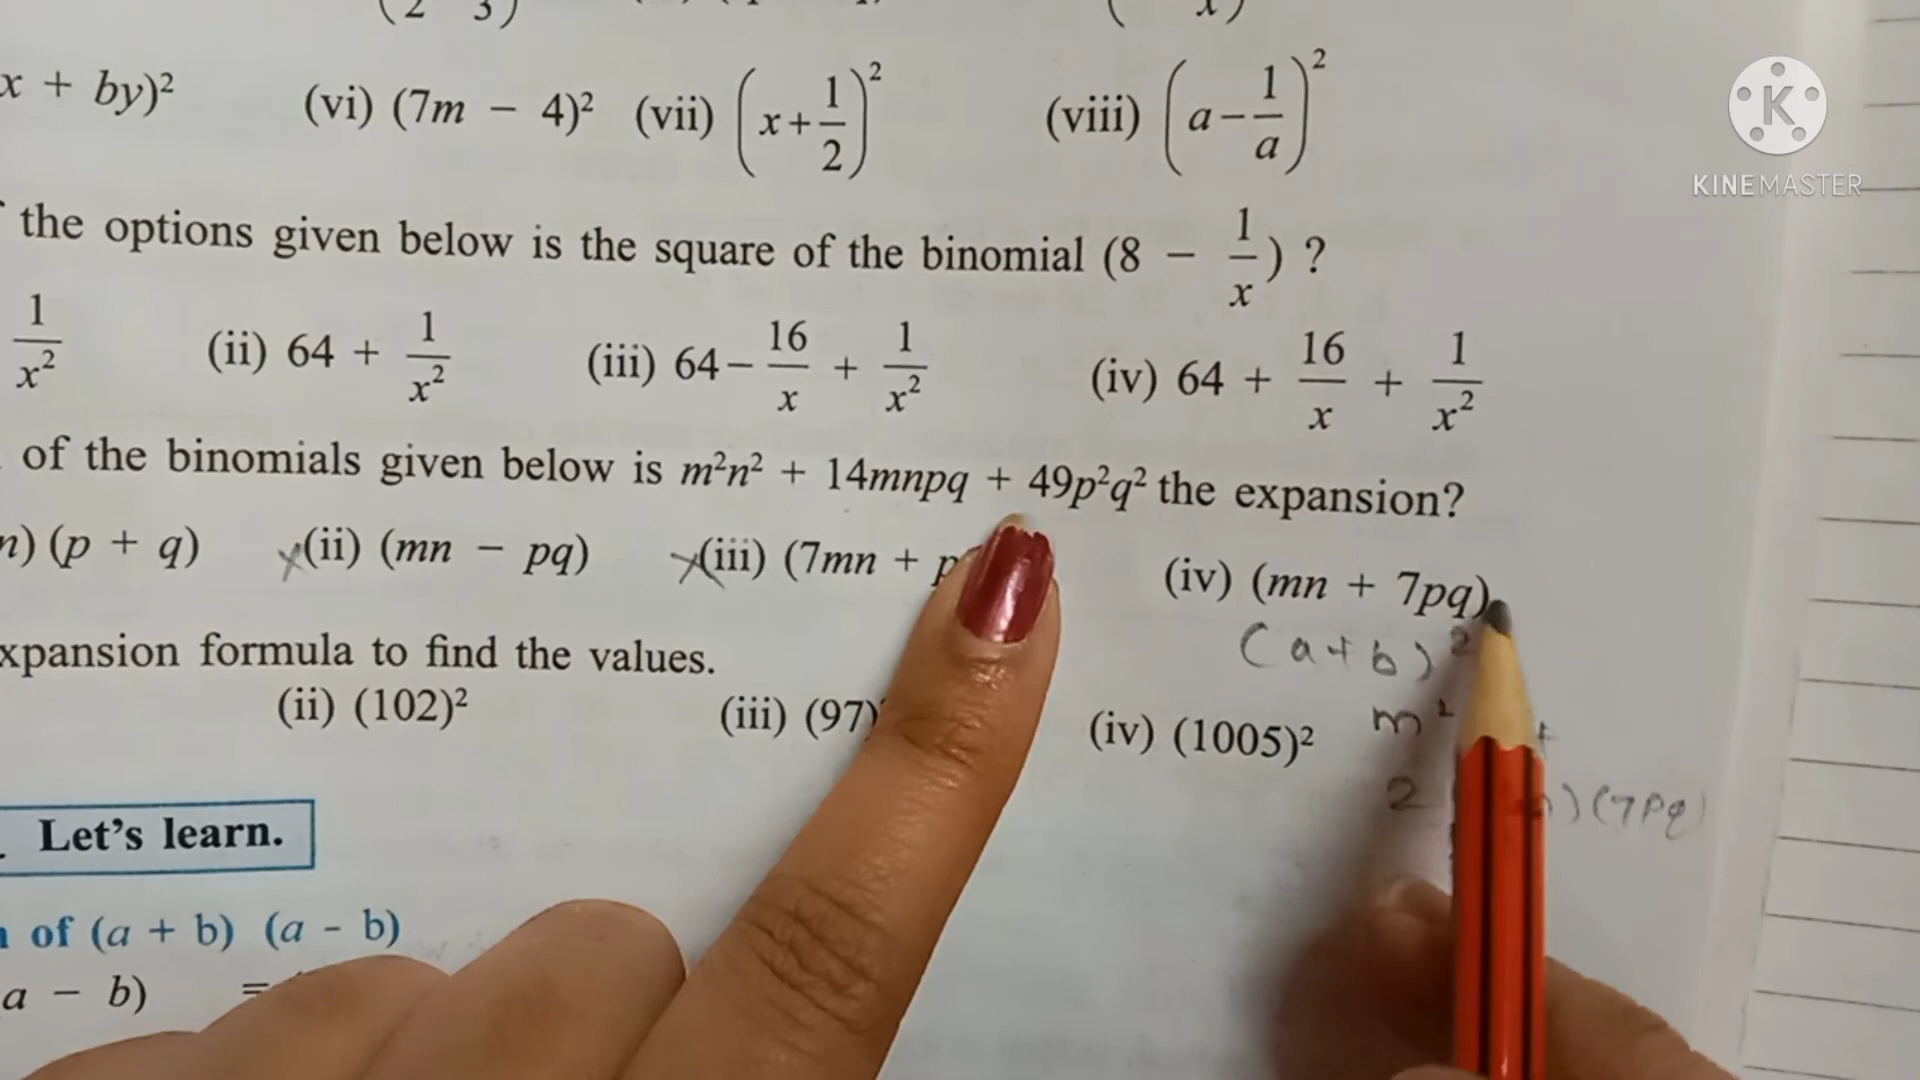 (2 3)
x)
x + by)² (vi) (7m − 4)² (vii) (x + 1/2)² (viii) (a − 1/a)²
KINEMASTER
the options given below is the square of the binomial (8 − 1/x) ?
1/x² (ii) 64 + 1/x² (iii) 64 − 16/x + 1/x² (iv) 64 + 16/x + 1/x²
of the binomials given below is m²n² + 14mnpq + 49p²q² the expansion?
n) (p + q) (ii) (mn − pq) (iii) (7mn + p (iv) (mn + 7pq)
(a+b)²
xpansion formula to find the values.
(ii) (102)² (iii) (97) (iv) (1005)²
m² +
2 ) (7pq)
Let's learn.
of (a + b) (a - b)
a − b) =